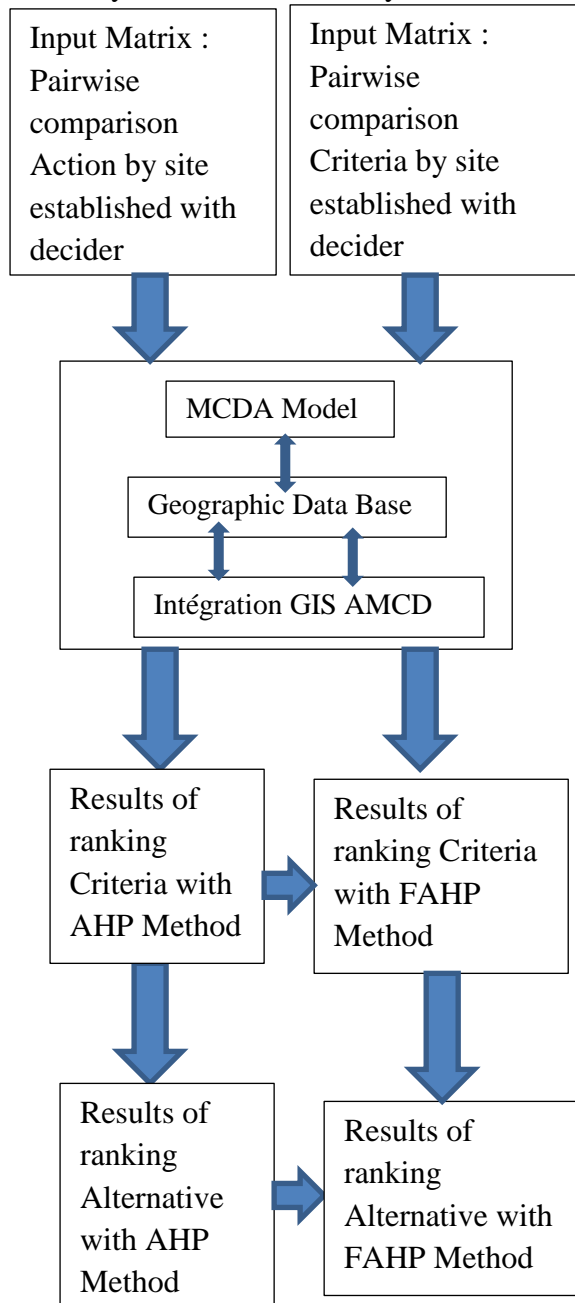 Input Matrix :
Pairwise
comparison
Action by site
established with
decider
Input Matrix :
Pairwise
comparison
Criteria by site
established with
decider
MCDA Model
Geographic Data Base
Intégration GIS AMCD
Results of
ranking
Criteria with
AHP Method
Results of
ranking Criteria
with FAHP
Method
Results of
ranking
Alternative
with AHP
Method
Results of
ranking
Alternative with
FAHP Method